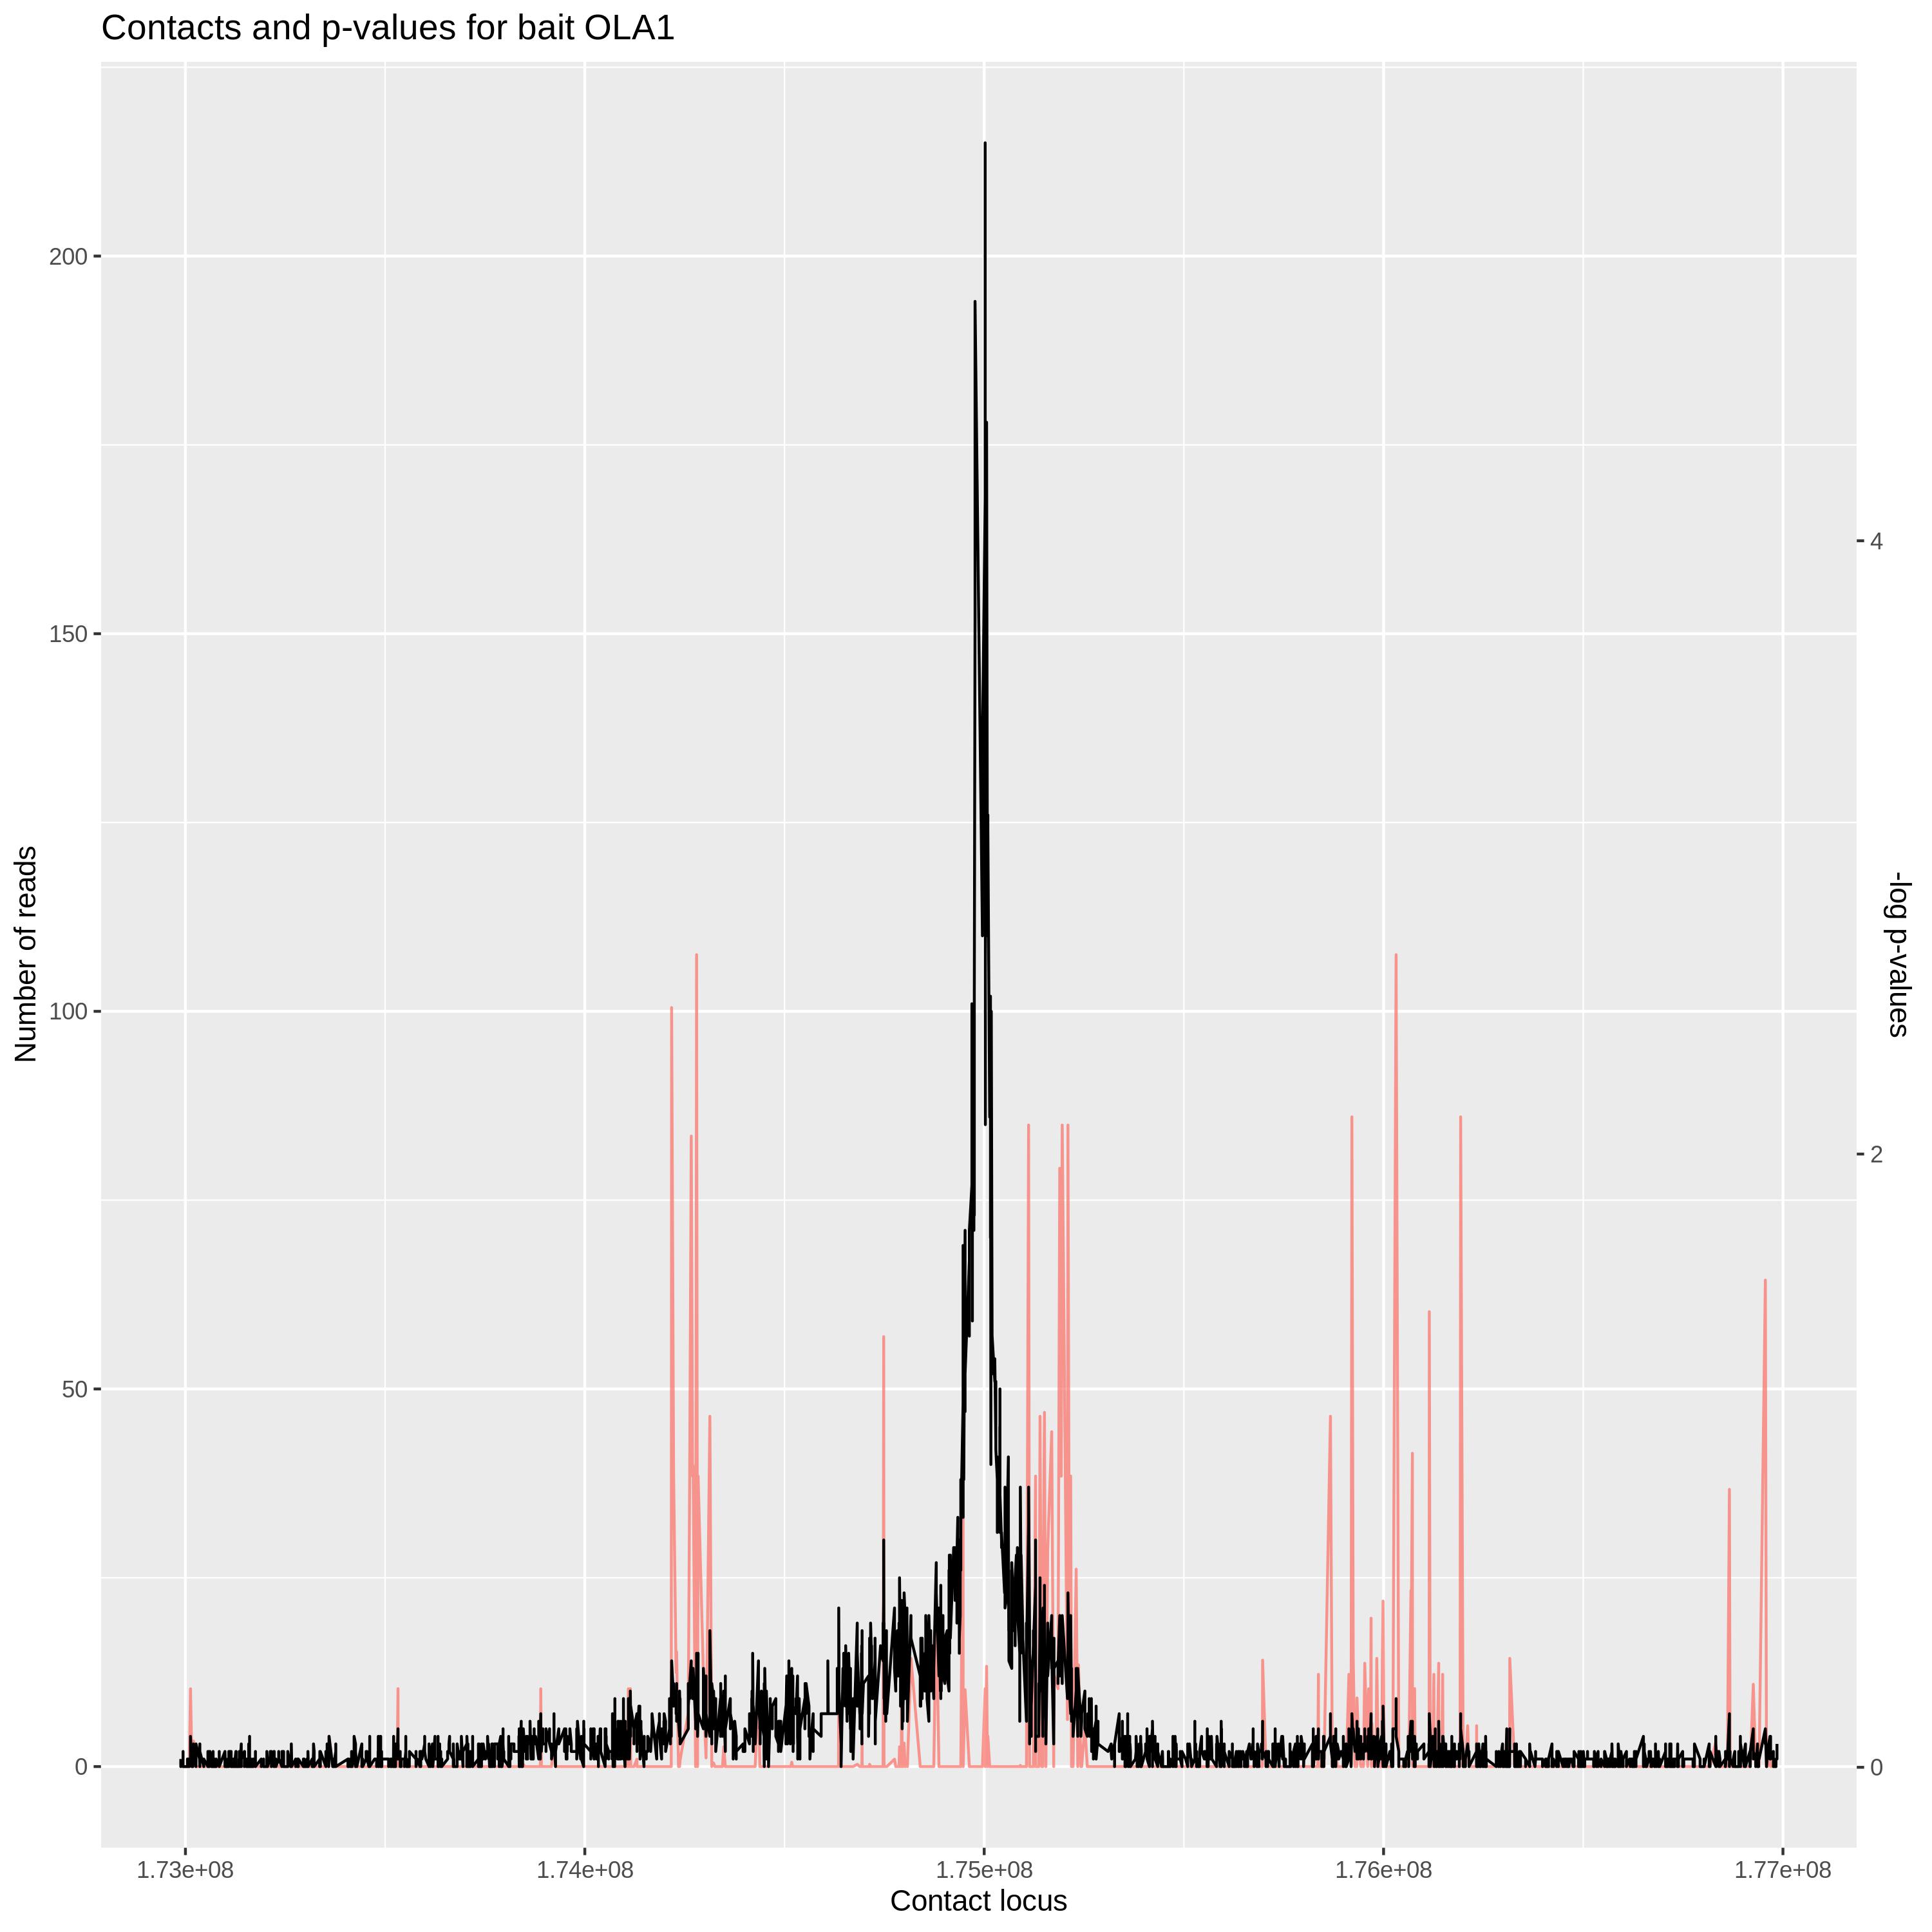 Contacts and p-values for bait OLA1
200
150
100
50
0
Number of reads
4
2
0
-log p-values
1.73e+08
1.74e+08
1.75e+08
1.76e+08
1.77e+08
Contact locus